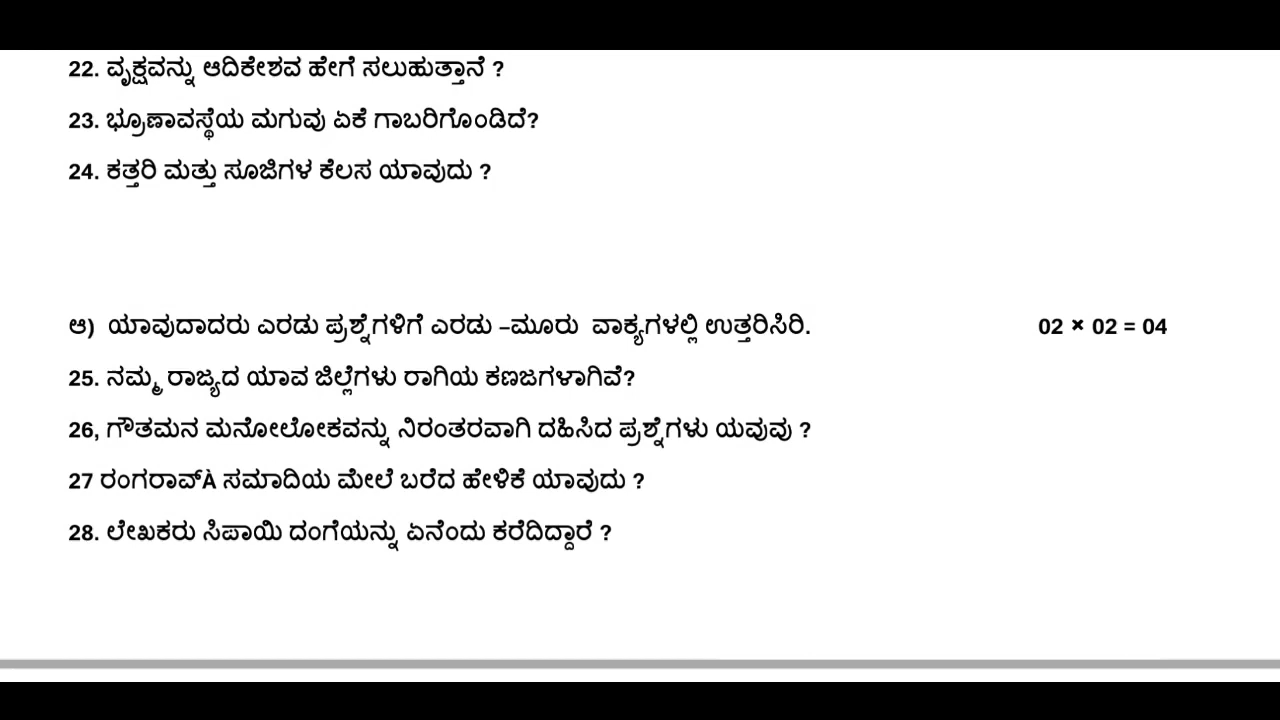 22. ವೃಕ್ಷವನ್ನು ಆದಿಕೇಶವ ಹೇಗೆ ಸಲುಹುತ್ತಾನೆ ?
23. ಭ್ರೂಣಾವಸ್ಥೆಯ ಮಗುವು ಏಕೆ ಗಾಬರಿಗೊಂಡಿದೆ?
24. ಕತ್ತರಿ ಮತ್ತು ಸೂಜಿಗಳ ಕೆಲಸ ಯಾವುದು ?
ಆ) ಯಾವುದಾದರು ಎರಡು ಪ್ರಶ್ನೆಗಳಿಗೆ ಎರಡು –ಮೂರು ವಾಕ್ಯಗಳಲ್ಲಿ ಉತ್ತರಿಸಿರಿ. 02 × 02 = 04
25. ನಮ್ಮ ರಾಜ್ಯದ ಯಾವ ಜಿಲ್ಲೆಗಳು ರಾಗಿಯ ಕಣಜಗಳಾಗಿವೆ?
26, ಗೌತಮನ ಮನೋಲೋಕವನ್ನು ನಿರಂತರವಾಗಿ ದಹಿಸಿದ ಪ್ರಶ್ನೆಗಳು ಯವುವು ?
27 ರಂಗರಾವ್À ಸಮಾದಿಯ ಮೇಲೆ ಬರೆದ ಹೇಳಿಕೆ ಯಾವುದು ?
28. ಲೇಖಕರು ಸಿಪಾಯಿ ದಂಗೆಯನ್ನು ಏನೆಂದು ಕರೆದಿದ್ದಾರೆ ?